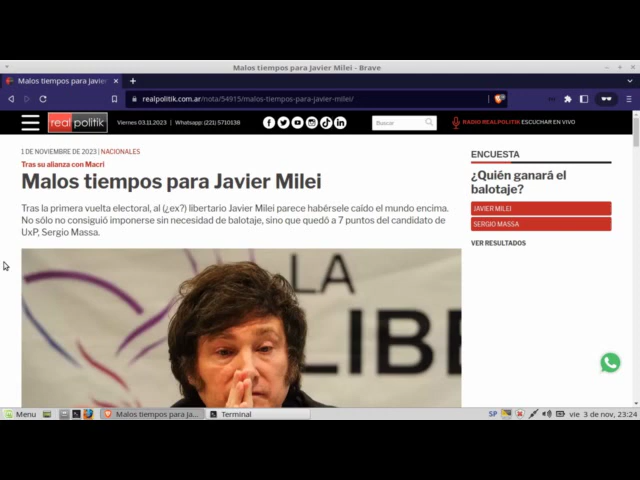 Malos tiempos para Javier Milei - Brave
Malos tiempos para Javier
realpolitik.com.ar/nota/54915/malos-tiempos-para-javier-milei/
real politik
Viernes 03.11.2023 | Whatsapp: (221) 5710138
Buscar
RADIO REALPOLITIK ESCUCHAR EN VIVO
1 DE NOVIEMBRE DE 2023 | NACIONALES
Tras su alianza con Macri
Malos tiempos para Javier Milei
Tras la primera vuelta electoral, al (¿ex?) libertario Javier Milei parece habérsele caído el mundo encima.
No sólo no consiguió imponerse sin necesidad de balotaje, sino que quedó a 7 puntos del candidato de
UxP, Sergio Massa.
LA
LIBE
ENCUESTA
¿Quién ganará el
balotaje?
JAVIER MILEI
SERGIO MASSA
VER RESULTADOS
Menu
Malos tiempos para Ja...
Terminal
SP
vie 3 de nov, 23:24